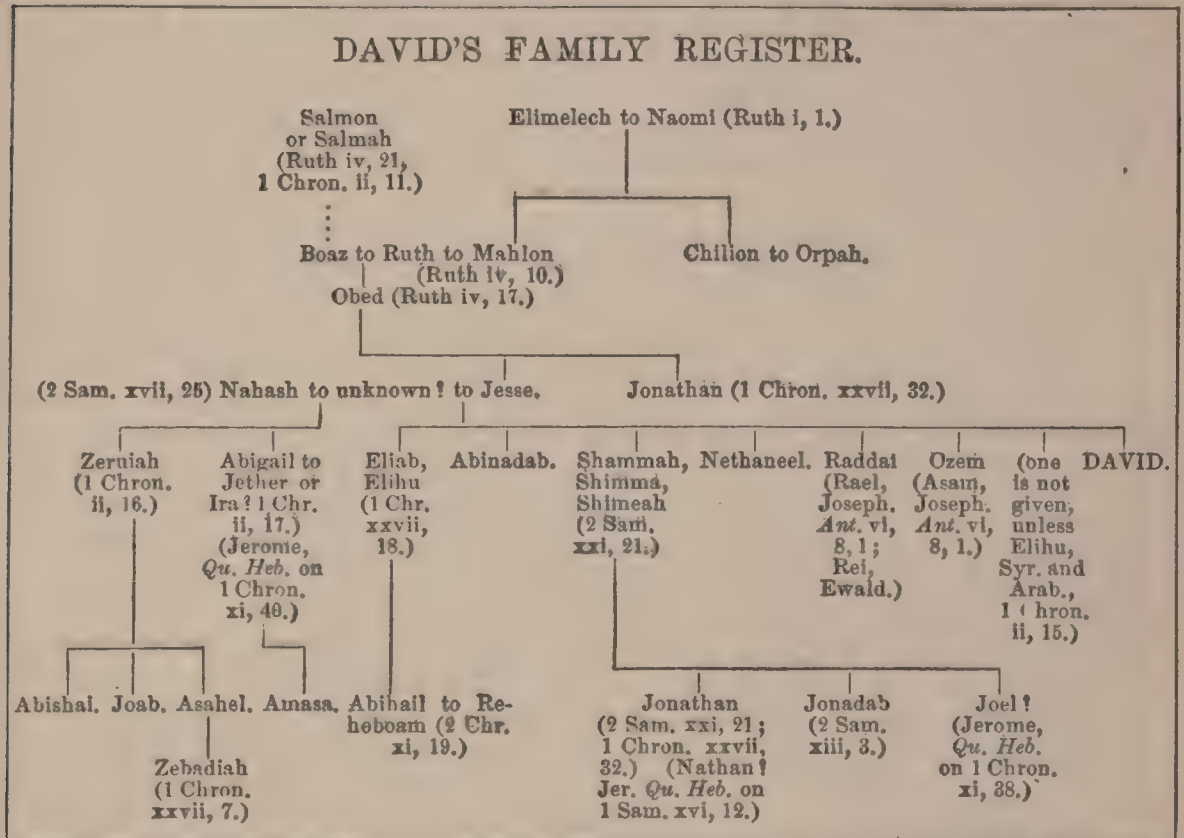 DAVID'S FAMILY REGISTER.
Salmon
or Salmah
(Ruth iv, 21,
1 Chron. ii, 11.)
Elimelech to Naomi (Ruth i, 1.)
Boaz to Ruth to Mahlon
(Ruth iv, 10.)
Chilion to Orpah.
Obed (Ruth iv, 17.)
(2 Sam. xvii, 25) Nahash to unknown? to Jesse.
Jonathan (1 Chron. xxvii, 32.)
Zeruiah
(1 Chron.
ii, 16.)
Abigail to
Jether or
Ira? 1 Chr.
ii, 17.)
(Jerome,
Qu. Heb. on
1 Chron.
xi, 40.)
Eliab,
Elihu
(1 Chr.
xxvii,
18.)
Abinadab.
Shammah,
Shimma,
Shimeah
(2 Sam.
xxi, 21.)
Nethaneel.
Raddai
(Rael,
Joseph.
Ant. vi,
8, 1;
Rei,
Ewald.)
Ozem
(Asam,
Joseph.
Ant. vi,
8, 1.)
(one
is not
given,
unless
Elihu,
Syr. and
Arab.,
1 Chron.
ii, 15.)
DAVID.
Abishai.
Joab.
Asahel.
Amasa.
Abihail to Re-
hoboam (2 Chr.
xi, 19.)
Jonathan
(2 Sam. xxi, 21;
1 Chron. xxvii,
32.) (Nathan?
Jer. Qu. Heb. on
1 Sam. xvi, 12.)
Jonadab
(2 Sam.
xiii, 3.)
Joel?
(Jerome,
Qu. Heb.
on 1 Chron.
xi, 38.)
Zebadiah
(1 Chron.
xxvii, 7.)